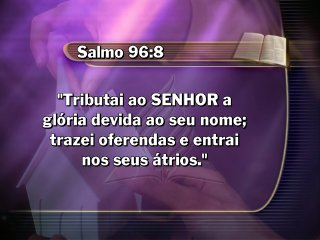 Salmo 96:8
"Tributai ao SENHOR a
glória devida ao seu nome;
trazei oferendas e entrai
nos seus átrios."